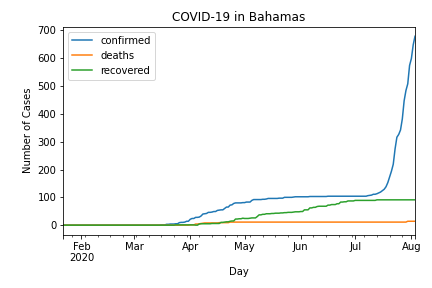 COVID-19 in Bahamas
confirmed
deaths
recovered
Number of Cases
700
600
500
400
300
200
100
0
Feb
2020
Mar
Apr
May
Jun
Jul
Aug
Day